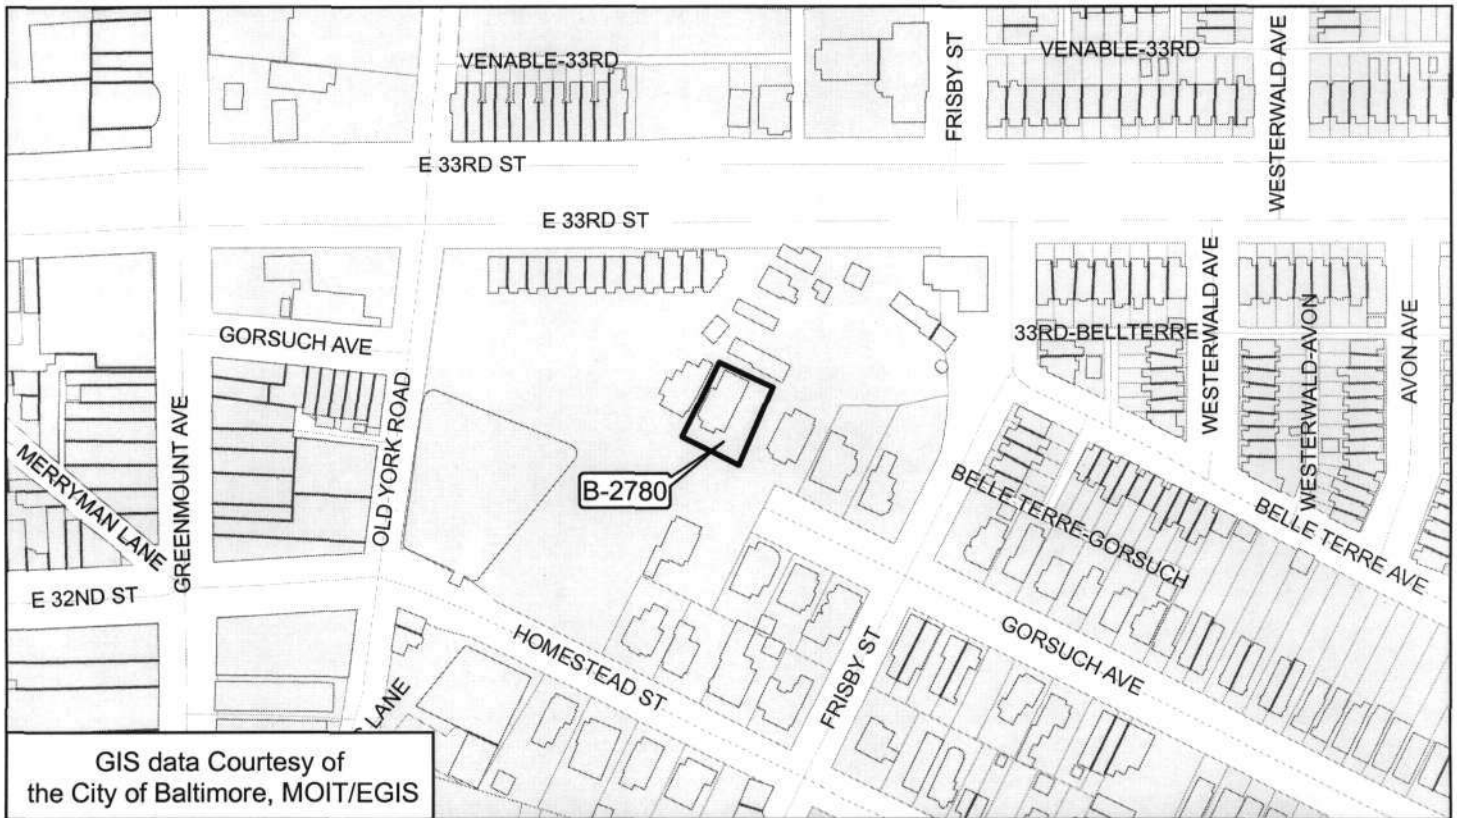 VENABLE-33RD
FRISBY ST
VENABLE-33RD
WESTERWALD AVE
E 33RD ST
E 33RD ST
GORSUCH AVE
33RD-BELLTERRE
WESTERWALD AVE
WESTERWALD-AVON
AVON AVE
MERRYMAN LANE
GREENMOUNT AVE
OLD YORK ROAD
B-2780
BELLE-TERRE-GORSUCH
BELLE TERRE AVE
E 32ND ST
HOMESTEAD ST
FRISBY ST
GORSUCH AVE
LANE
GIS data Courtesy of
the City of Baltimore, MOIT/EGIS